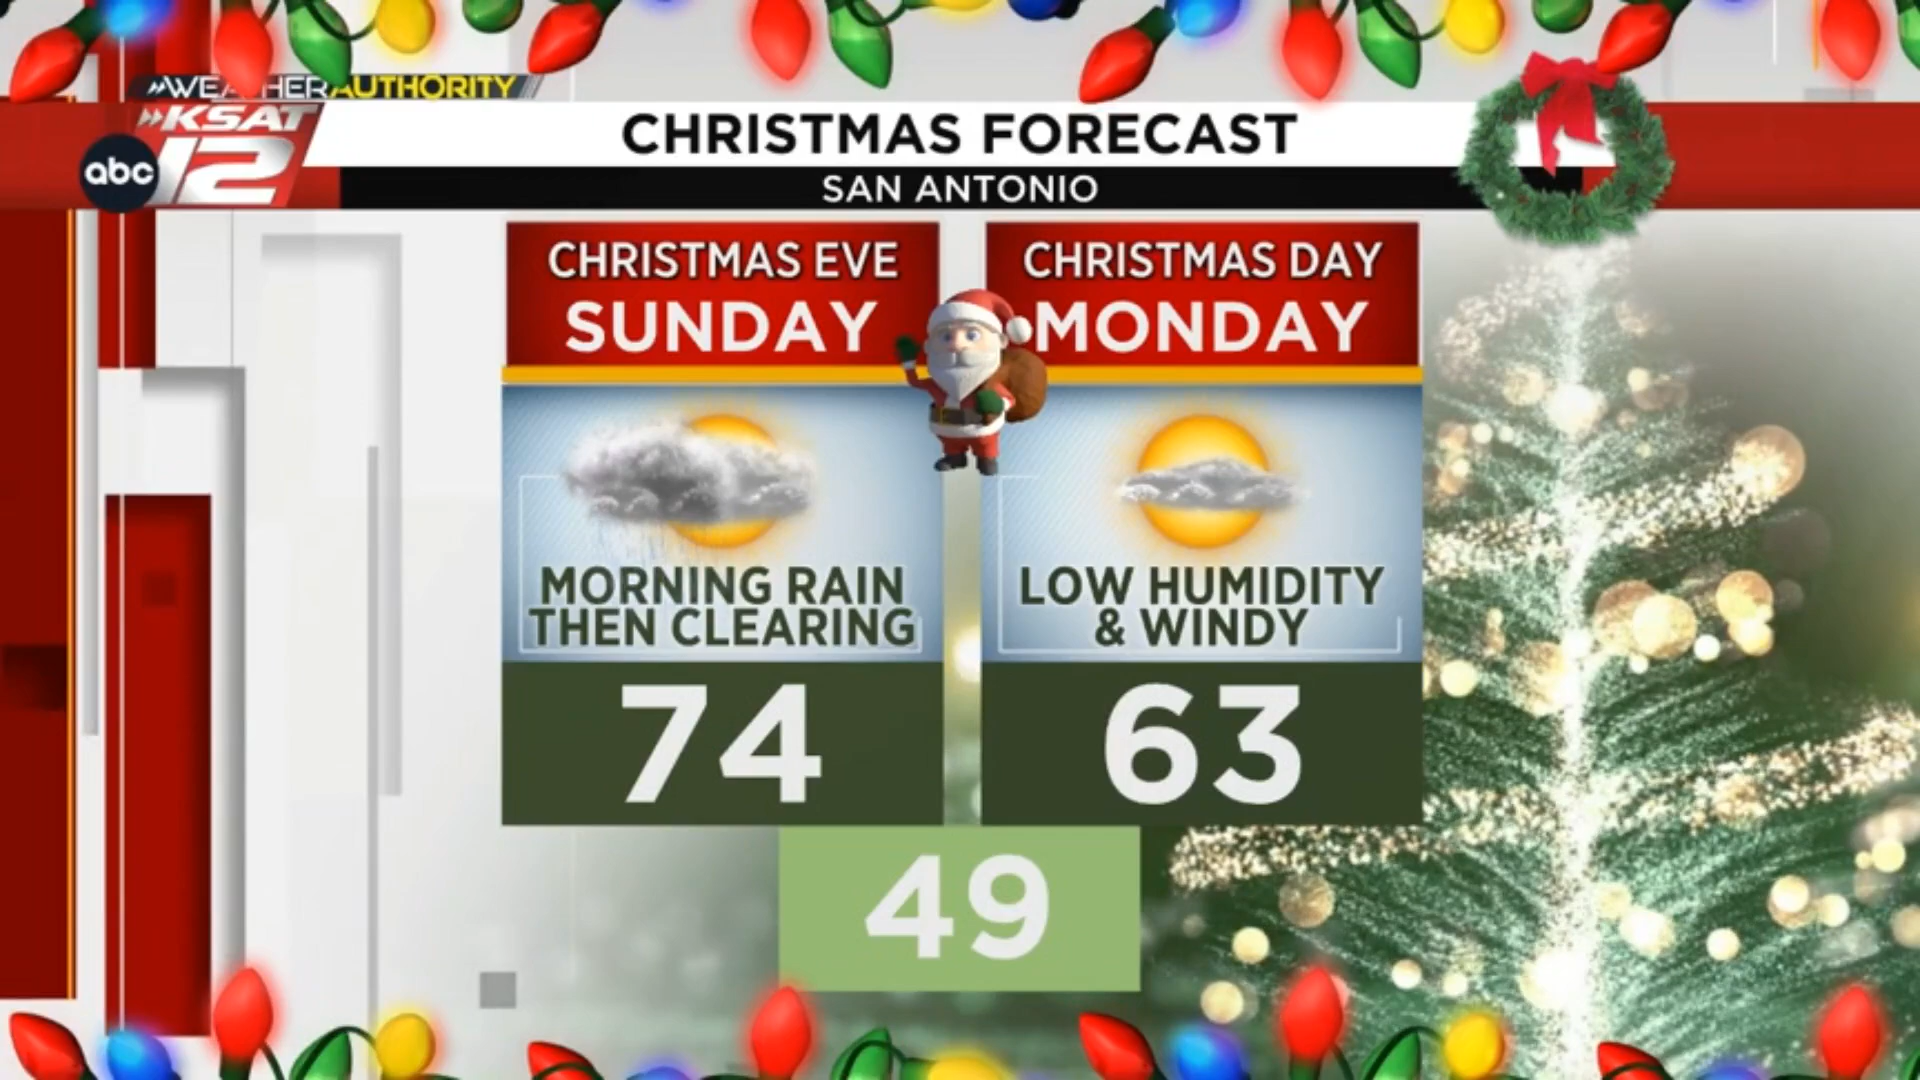 WEATHER AUTHORITY
KSAT
abc 12
CHRISTMAS FORECAST
SAN ANTONIO
CHRISTMAS EVE
SUNDAY
CHRISTMAS DAY
MONDAY
MORNING RAIN
THEN CLEARING
LOW HUMIDITY
& WINDY
74
63
49